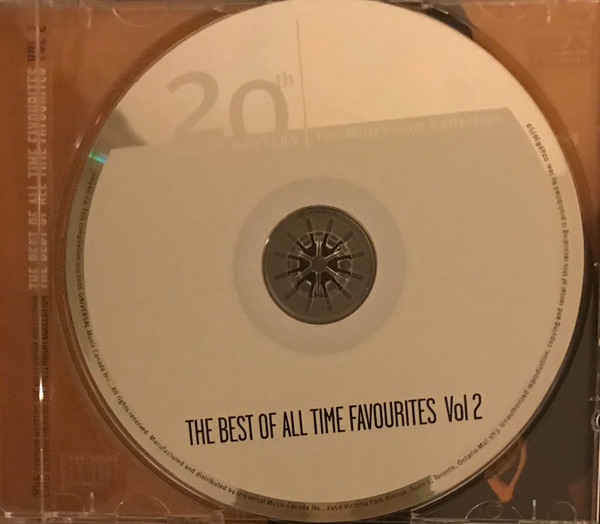 20th
MASTERS | The Millennium Collection
THE BEST OF ALL TIME FAVOURITES Vol 2
This compilation 2006 UNIVERSAL Music Canada Inc., All rights reserved. Manufactured and distributed by Universal Music Canada Inc., 2450 Victoria Park Avenue, Suite 1, Toronto, Ontario M2J 5H3. Unauthorized reproduction, copying and rental of this recording is prohibited by law.
THE BEST OF ALL TIME FAVOURITES Vol 2